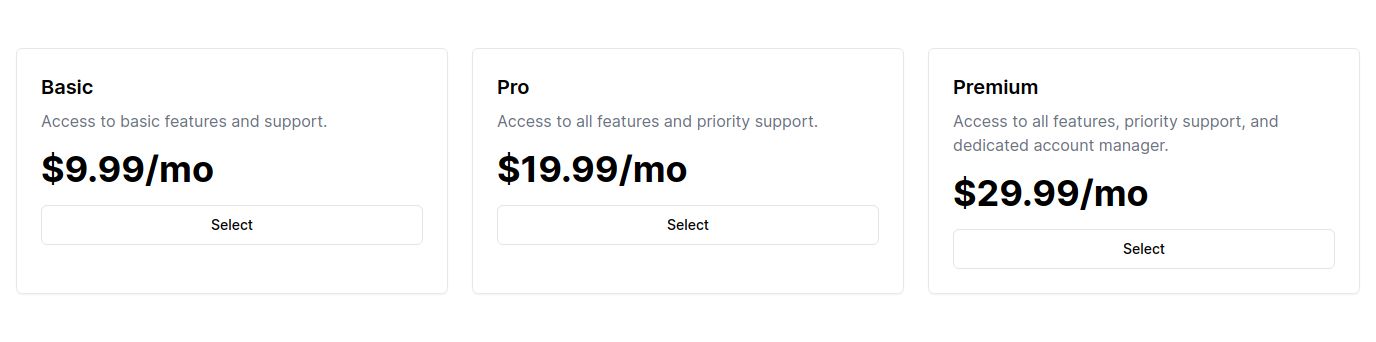 Basic
Access to basic features and support.
$9.99/mo
Select
Pro
Access to all features and priority support.
$19.99/mo
Select
Premium
Access to all features, priority support, and
dedicated account manager.
$29.99/mo
Select